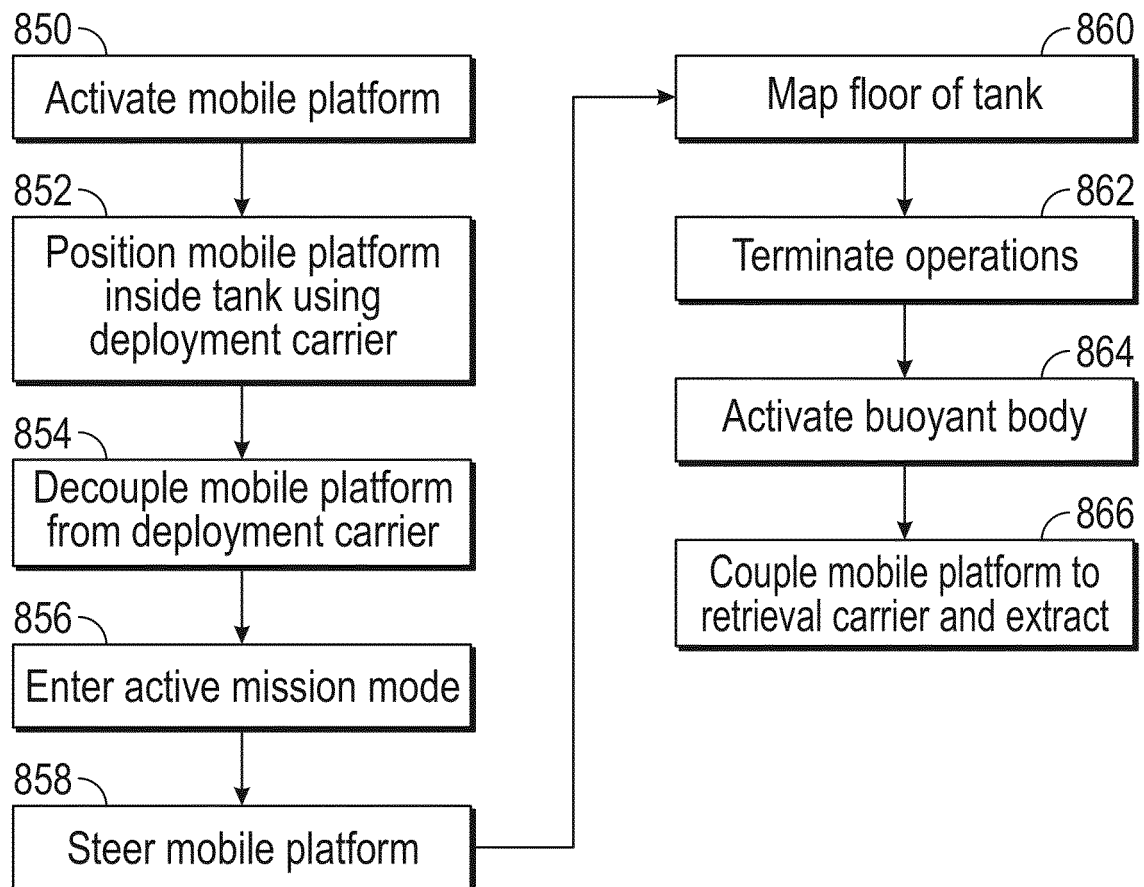 850
Activate mobile platform
852
Position mobile platform
inside tank using
deployment carrier
854
Decouple mobile platform
from deployment carrier
856
Enter active mission mode
858
Steer mobile platform
860
Map floor of tank
862
Terminate operations
864
Activate buoyant body
866
Couple mobile platform to
retrieval carrier and extract